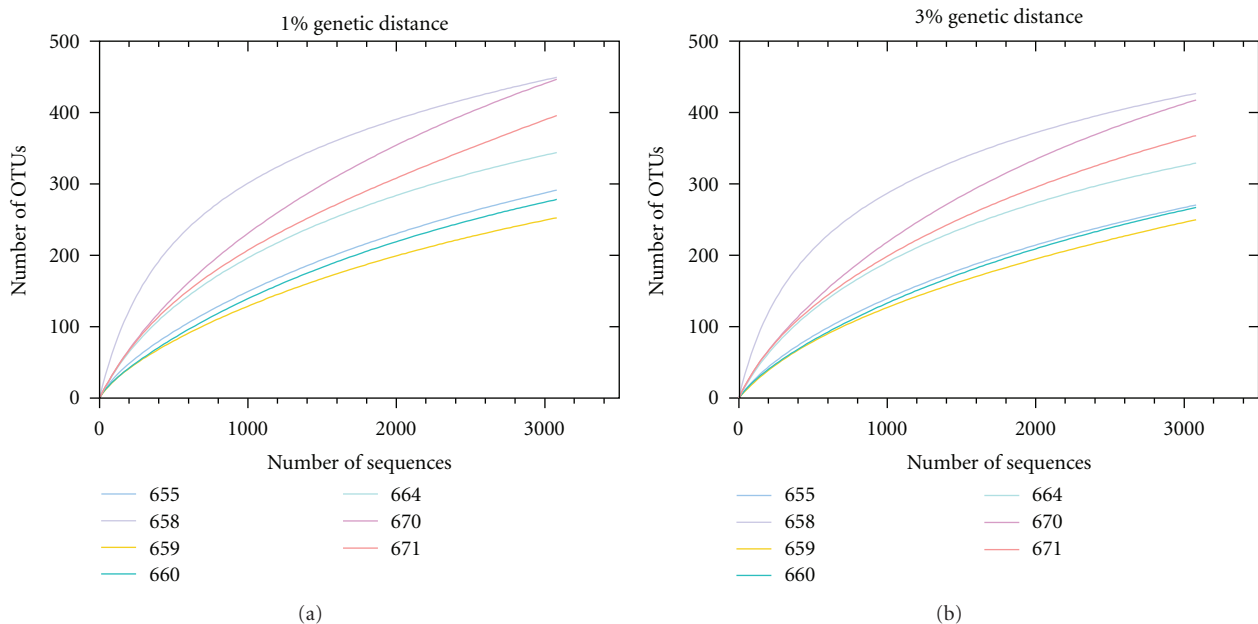 1% genetic distance
500
400
300
200
100
0
Number of OTUs
0 1000 2000 3000
Number of sequences
655 664
658 670
659 671
660
(a)
3% genetic distance
500
400
300
200
100
0
Number of OTUs
0 1000 2000 3000
Number of sequences
655 664
658 670
659 671
660
(b)